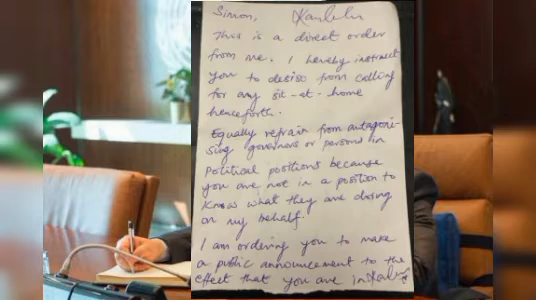 Simon,
This is a direct order
from me. I hereby instruct
you to desist from calling
for any sit-at-home
henceforth.
Equally refrain from antagoni-
sing governors or persons in
political positions because
you are not in a position to
know what they are doing
on my behalf.
I am ordering you to make
a public announcement to the
effect that you are in